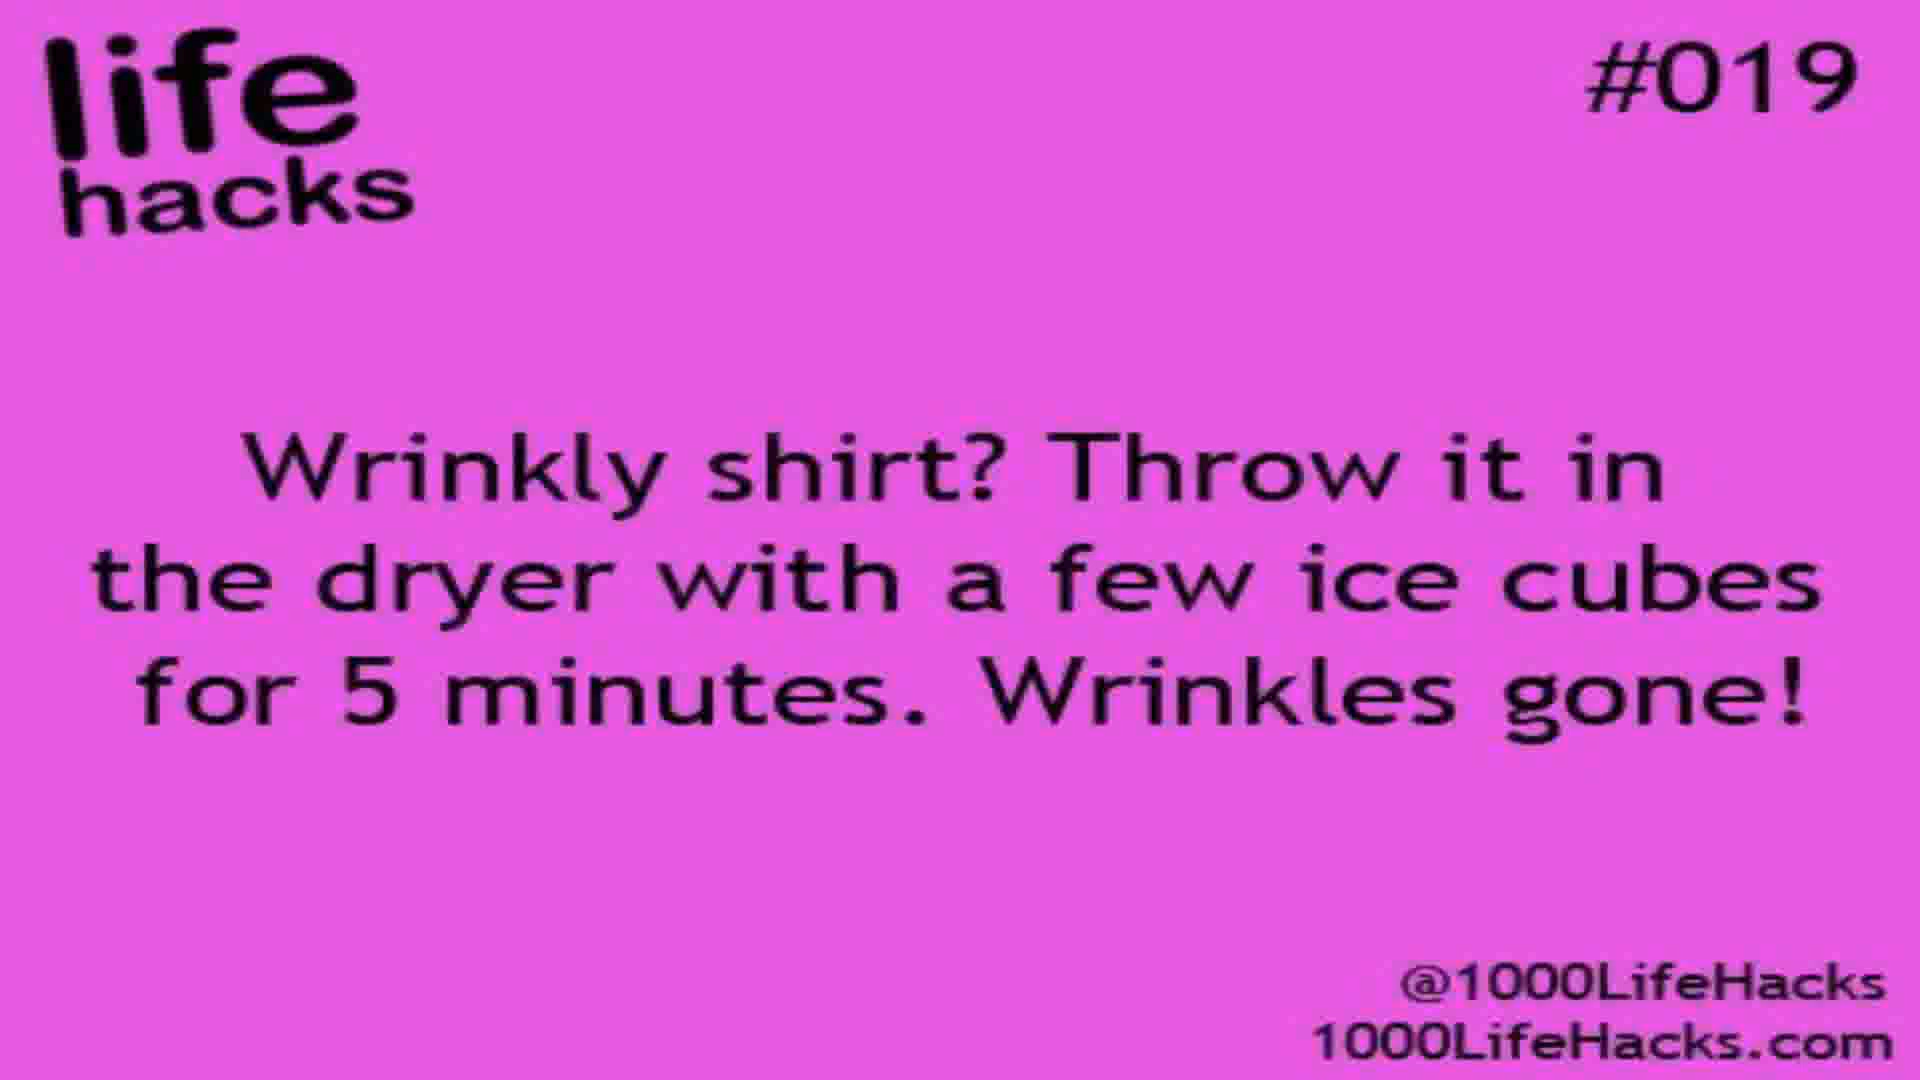 life
hacks
#019
Wrinkly shirt? Throw it in
the dryer with a few ice cubes
for 5 minutes. Wrinkles gone!
@1000LifeHacks
1000LifeHacks.com